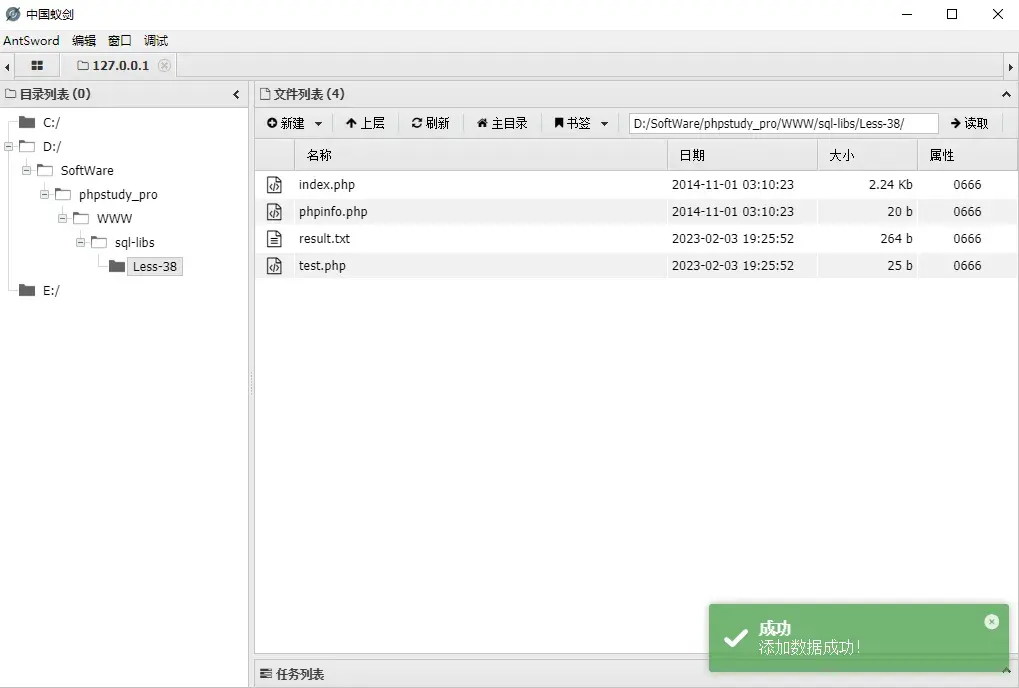 中国蚁剑
AntSword 编辑 窗口 调试
127.0.0.1
目录列表 (0)
文件列表 (4)
新建 上层 刷新 主目录 书签 D:/SoftWare/phpstudy_pro/WWW/sql-libs/Less-38/ 读取
C:/
D:/
SoftWare
phpstudy_pro
WWW
sql-libs
Less-38
E:/
名称 日期 大小 属性
index.php 2014-11-01 03:10:23 2.24 Kb 0666
phpinfo.php 2014-11-01 03:10:23 20 b 0666
result.txt 2023-02-03 19:25:52 264 b 0666
test.php 2023-02-03 19:25:52 25 b 0666
成功
添加数据成功!
任务列表